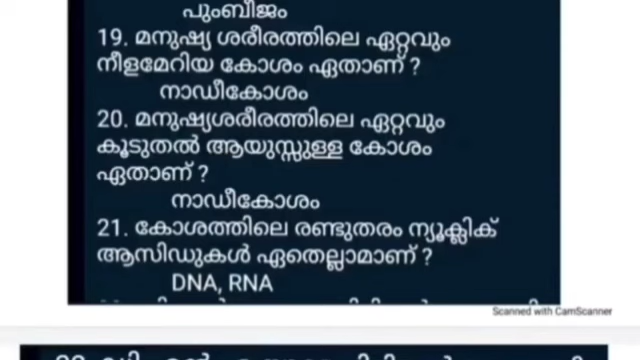 പുംബീജം
19. മനുഷ്യ ശരീരത്തിലെ ഏറ്റവും
നീളമേറിയ കോശം ഏതാണ് ?
നാഡീകോശം
20. മനുഷ്യശരീരത്തിലെ ഏറ്റവും
കൂടുതൽ ആയുസ്സുള്ള കോശം
ഏതാണ് ?
നാഡീകോശം
21. കോശത്തിലെ രണ്ടുതരം ന്യൂക്ലിക്
ആസിഡുകൾ ഏതെല്ലാമാണ് ?
DNA, RNA
Scanned with CamScanner